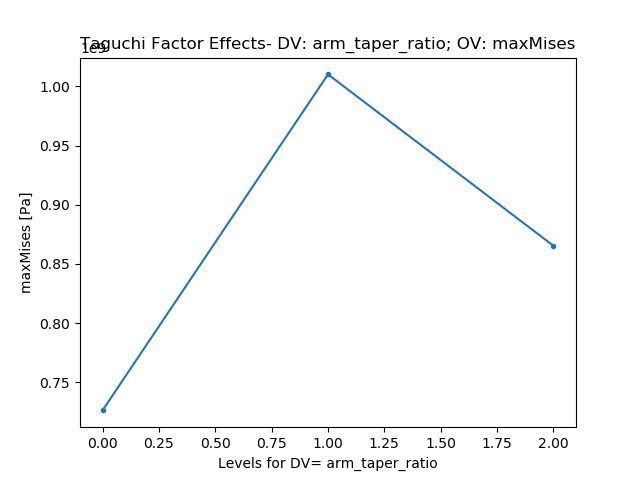 Taguchi Factor Effects- DV: arm_taper_ratio; OV: maxMises
1e9
1.00
0.95
0.90
0.85
0.80
0.75
maxMises [Pa]
0.00 0.25 0.50 0.75 1.00 1.25 1.50 1.75 2.00
Levels for DV= arm_taper_ratio